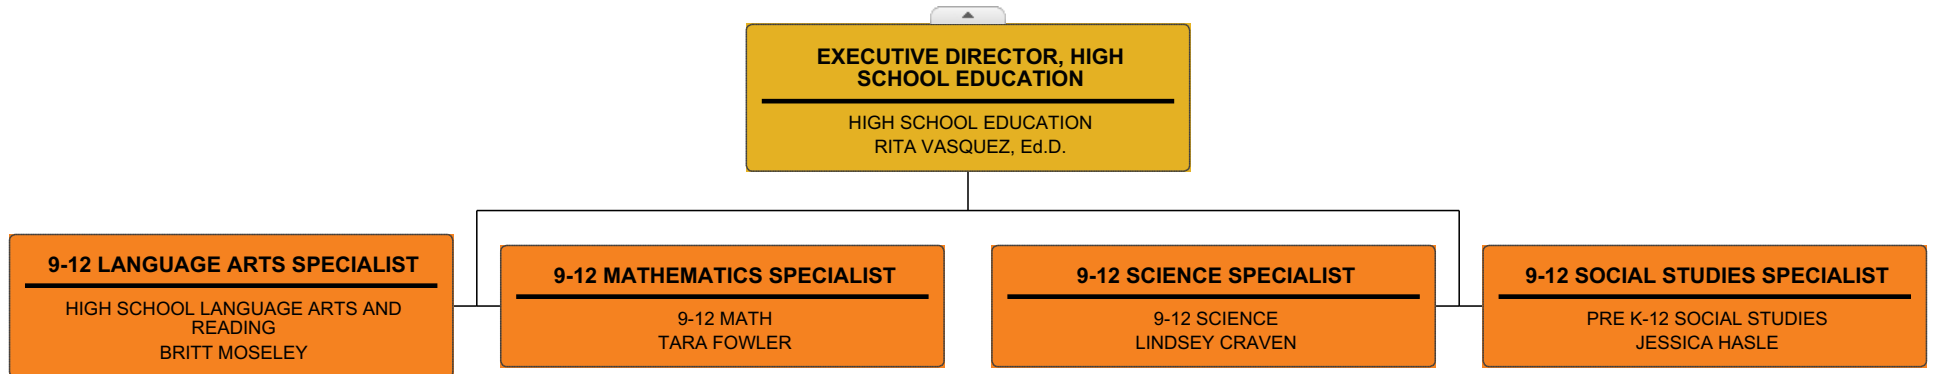 EXECUTIVE DIRECTOR, HIGH
SCHOOL EDUCATION
HIGH SCHOOL EDUCATION
RITA VASQUEZ, Ed.D.
9-12 LANGUAGE ARTS SPECIALIST
HIGH SCHOOL LANGUAGE ARTS AND
READING
BRITT MOSELEY
9-12 MATHEMATICS SPECIALIST
9-12 MATH
TARA FOWLER
9-12 SCIENCE SPECIALIST
9-12 SCIENCE
LINDSEY CRAVEN
9-12 SOCIAL STUDIES SPECIALIST
PRE K-12 SOCIAL STUDIES
JESSICA HASLE